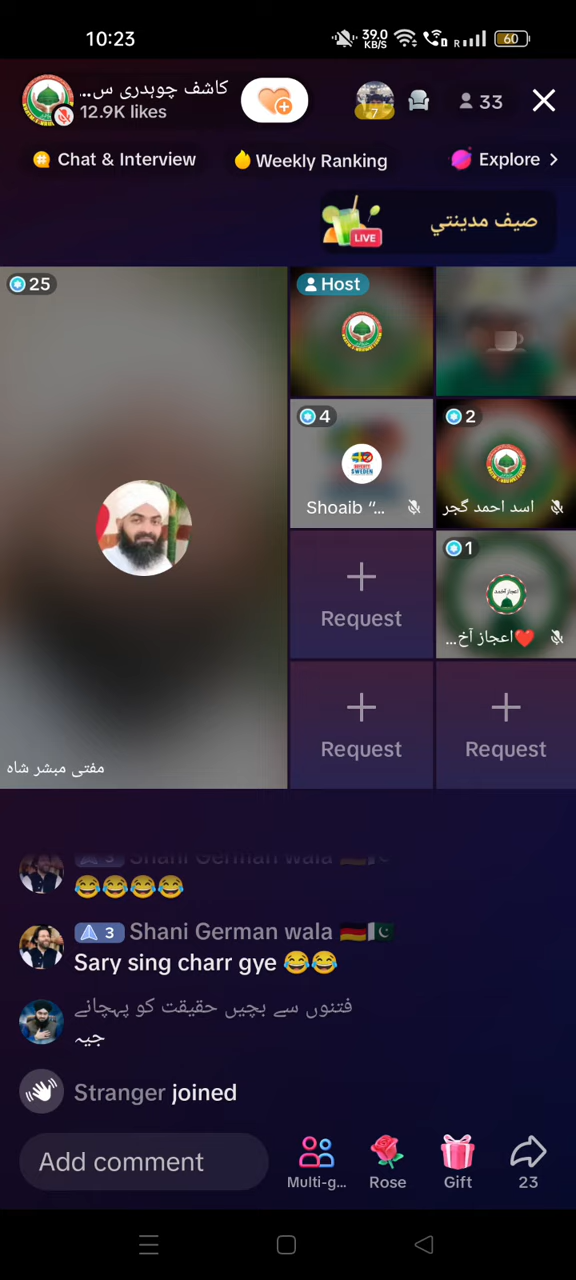 10:23
39.0
KB/S
R
60
کاشف چوہدری س...
12.9K likes
7
33
Chat & Interview
Weekly Ranking
Explore
صيف مدينتي
LIVE
25
Host
4
2
SWEDEN
Shoaib “...
اسد احمد گجر
1
Request
اعجاز آخ...
Request
Request
مفتی مبشر شاہ
3 Shani German wala
😂😂😂😂
3 Shani German wala
Sary sing charr gye 😂😂
فتنوں سے بچیں حقیقت کو پہچانے
جیہ
Stranger joined
Add comment
Multi-g...
Rose
Gift
23